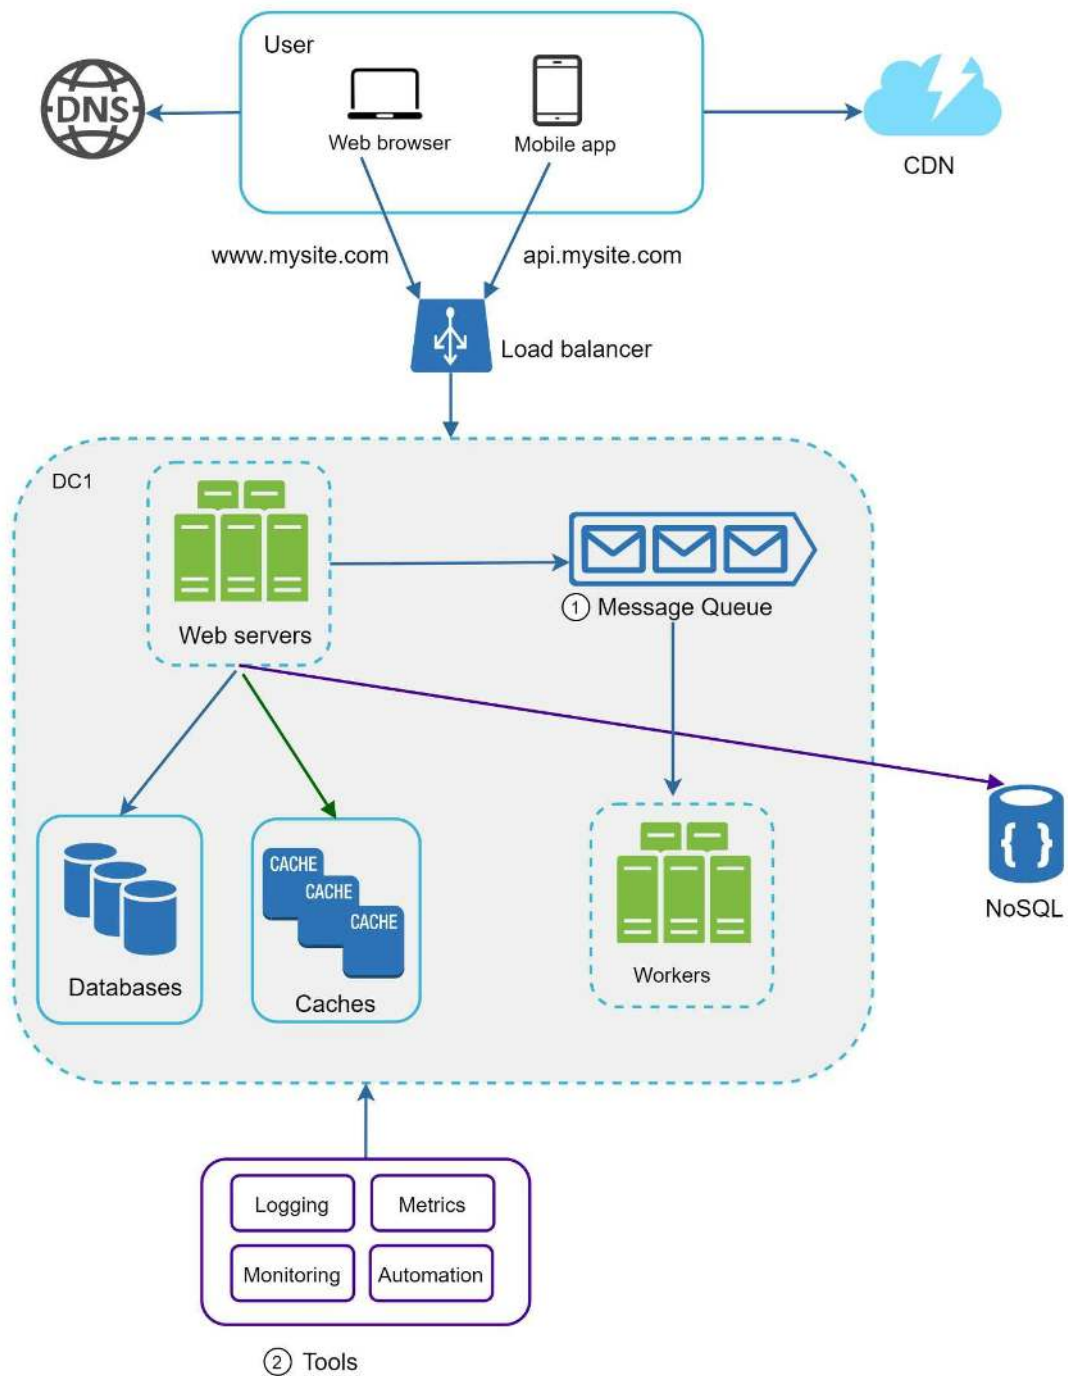 User
DNS
Web browser
Mobile app
CDN
www.mysite.com
api.mysite.com
Load balancer
DC1
Web servers
1 Message Queue
CACHE
CACHE
CACHE
Databases
Caches
Workers
NoSQL
{ }
Logging
Metrics
Monitoring
Automation
2 Tools